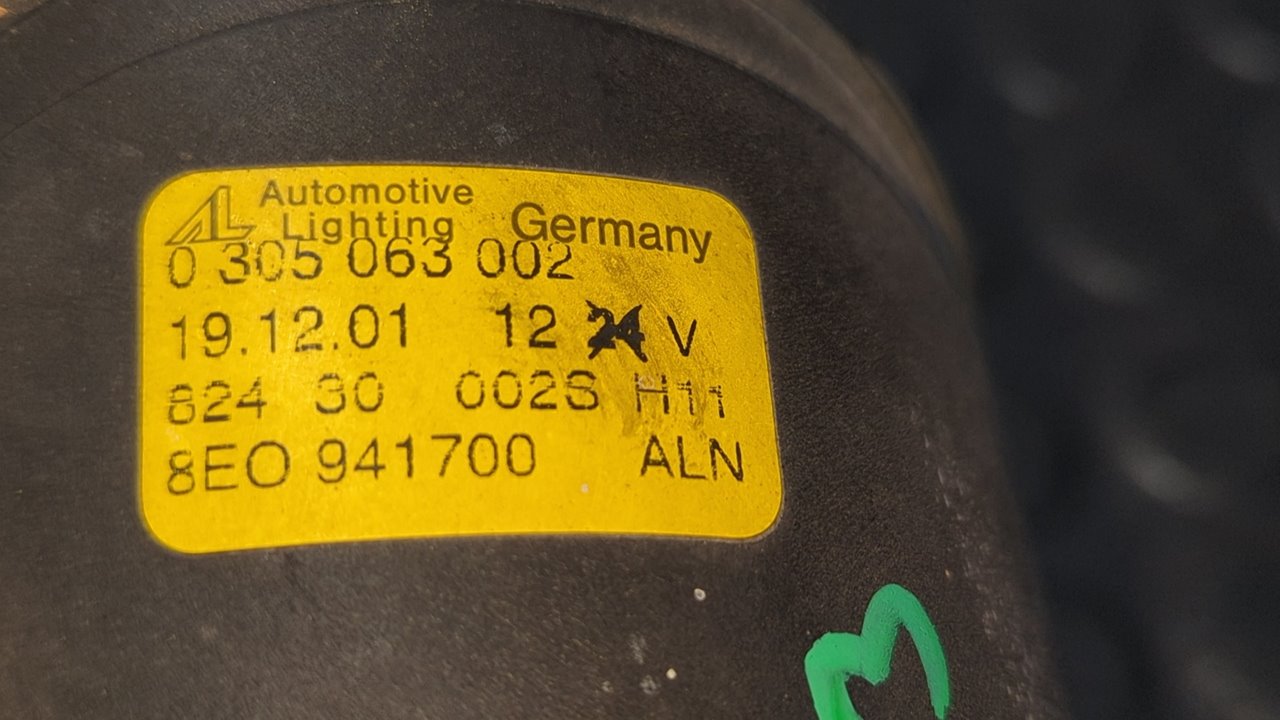 AL Automotive
Lighting Germany
0 305 063 002
19.12.01 12 24 V
824 30 002S H11
8E0 941700 ALN